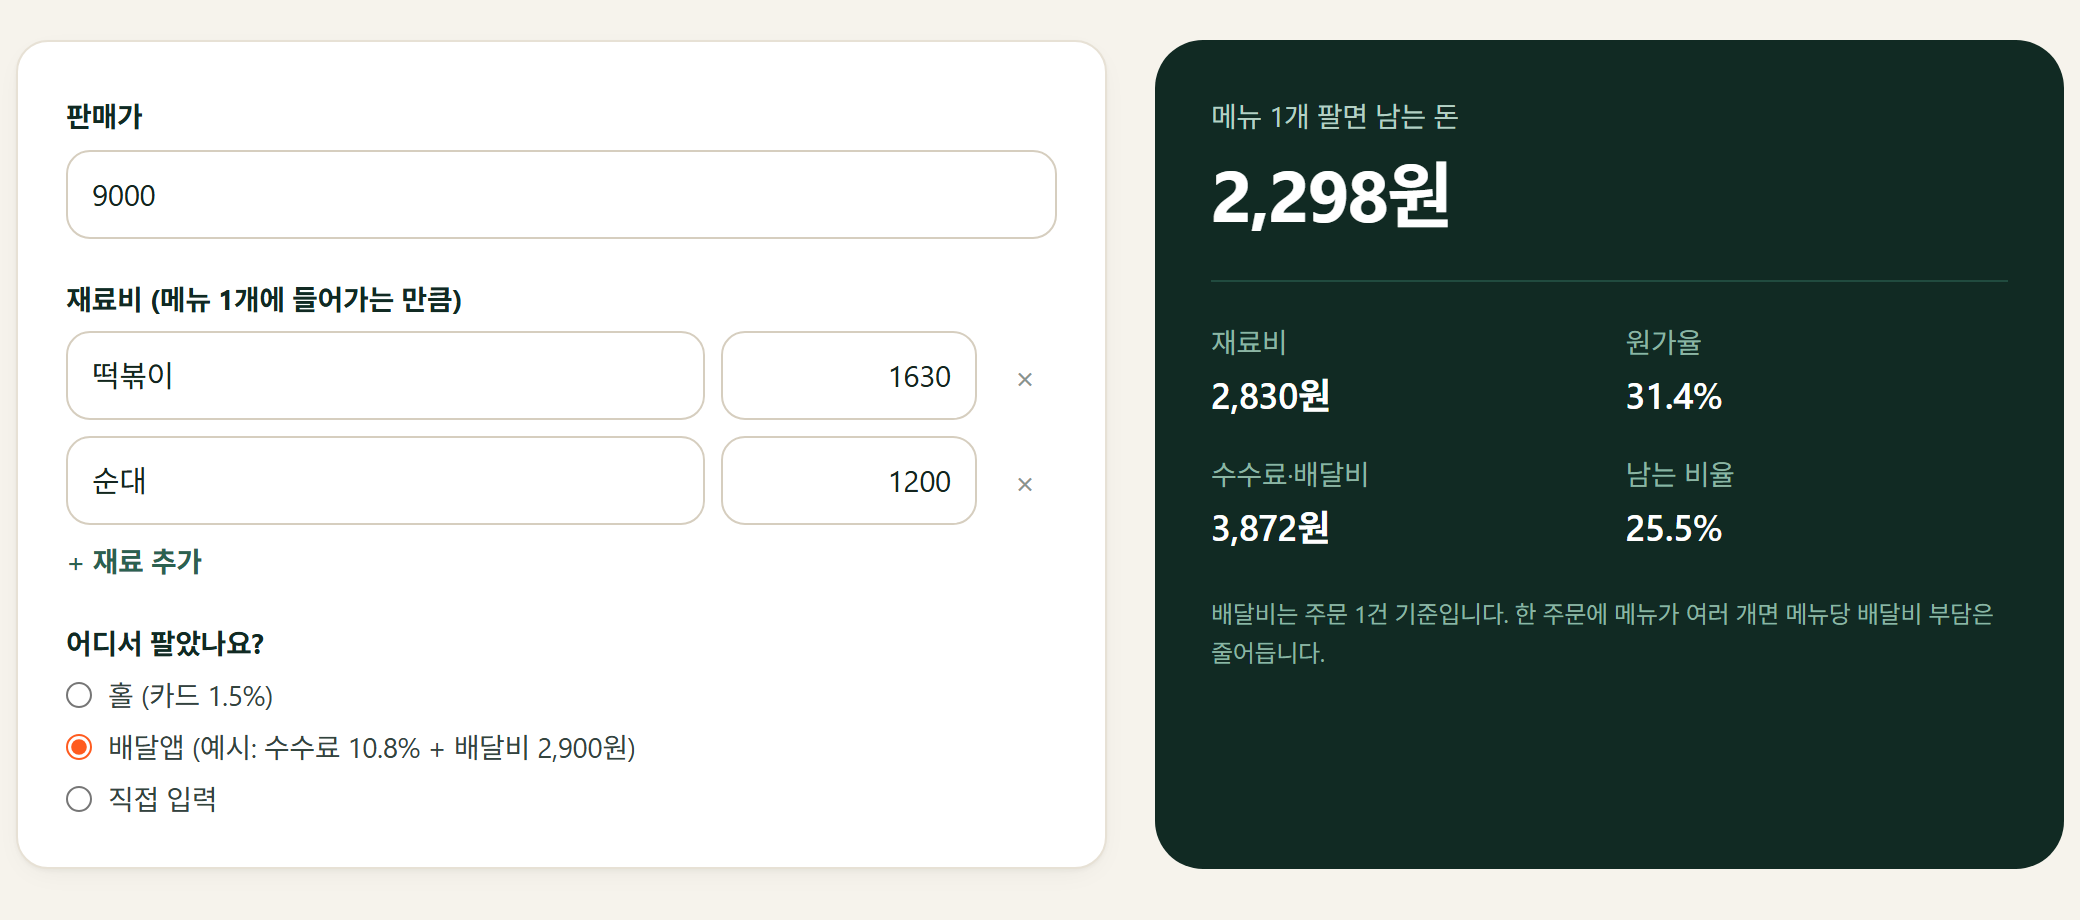 판매가
9000
재료비 (메뉴 1개에 들어가는 만큼)
떡볶이 1630 ×
순대 1200 ×
+ 재료 추가
어디서 팔았나요?
홀 (카드 1.5%)
배달앱 (예시: 수수료 10.8% + 배달비 2,900원)
직접 입력
메뉴 1개 팔면 남는 돈
2,298원
재료비 원가율
2,830원 31.4%
수수료·배달비 남는 비율
3,872원 25.5%
배달비는 주문 1건 기준입니다. 한 주문에 메뉴가 여러 개면 메뉴당 배달비 부담은
줄어듭니다.